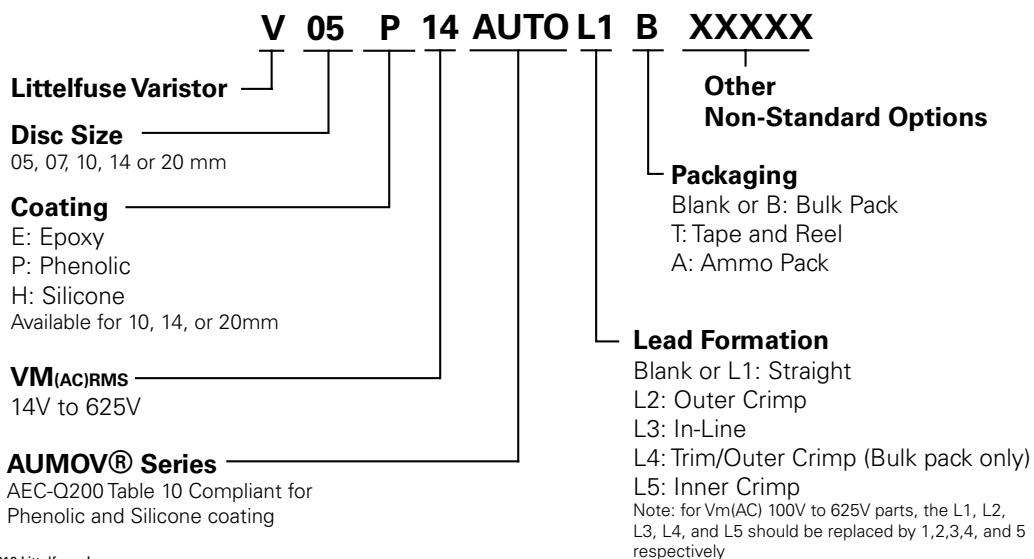 V 05 P 14 AUTO L1 B XXXXX
Littelfuse Varistor
Disc Size
05, 07, 10, 14 or 20 mm
Coating
E: Epoxy
P: Phenolic
H: Silicone
Available for 10, 14, or 20mm
VM(AC)RMS
14V to 625V
AUMOV® Series
AEC-Q200 Table 10 Compliant for
Phenolic and Silicone coating
Other
Non-Standard Options
Packaging
Blank or B: Bulk Pack
T: Tape and Reel
A: Ammo Pack
Lead Formation
Blank or L1: Straight
L2: Outer Crimp
L3: In-Line
L4: Trim/Outer Crimp (Bulk pack only)
L5: Inner Crimp
Note: for Vm(AC) 100V to 625V parts, the L1, L2,
L3, L4, and L5 should be replaced by 1,2,3,4, and 5
respectively